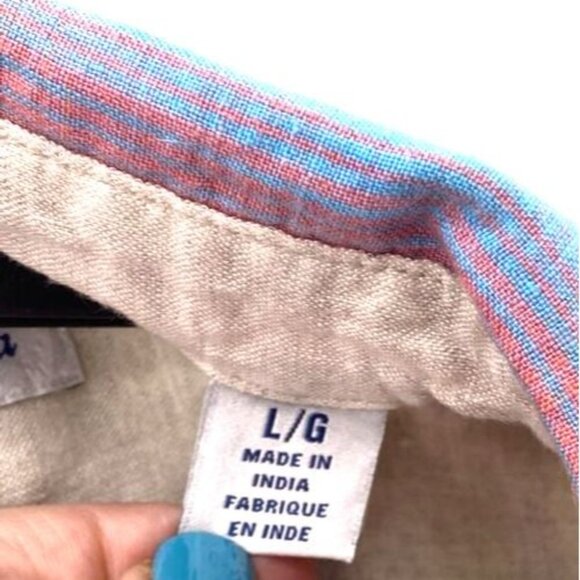 L/G
MADE IN
INDIA
FABRIQUE
EN INDE